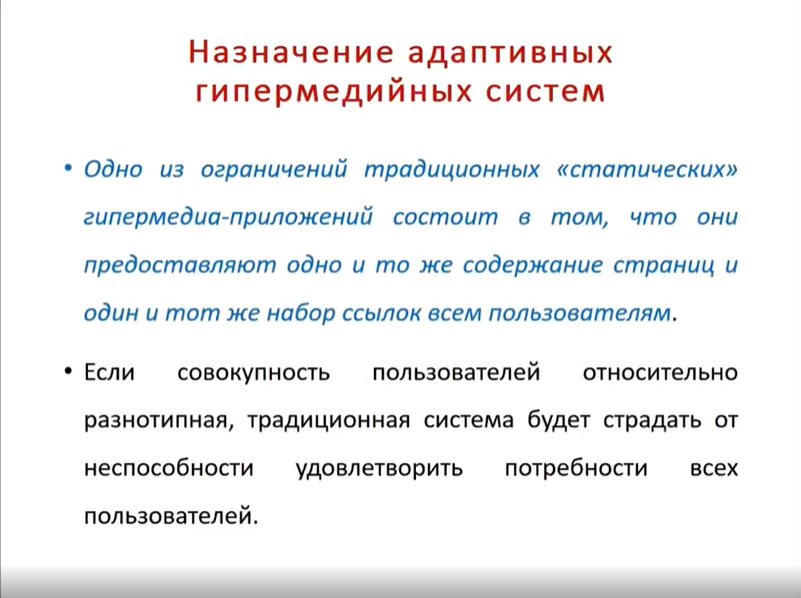 Назначение адаптивных
гипермедийных систем
• Одно из ограничений традиционных «статических»
гипермедиа-приложений состоит в том, что они
предоставляют одно и то же содержание страниц и
один и тот же набор ссылок всем пользователям.
• Если совокупность пользователей относительно
разнотипная, традиционная система будет страдать от
неспособности удовлетворить потребности всех
пользователей.